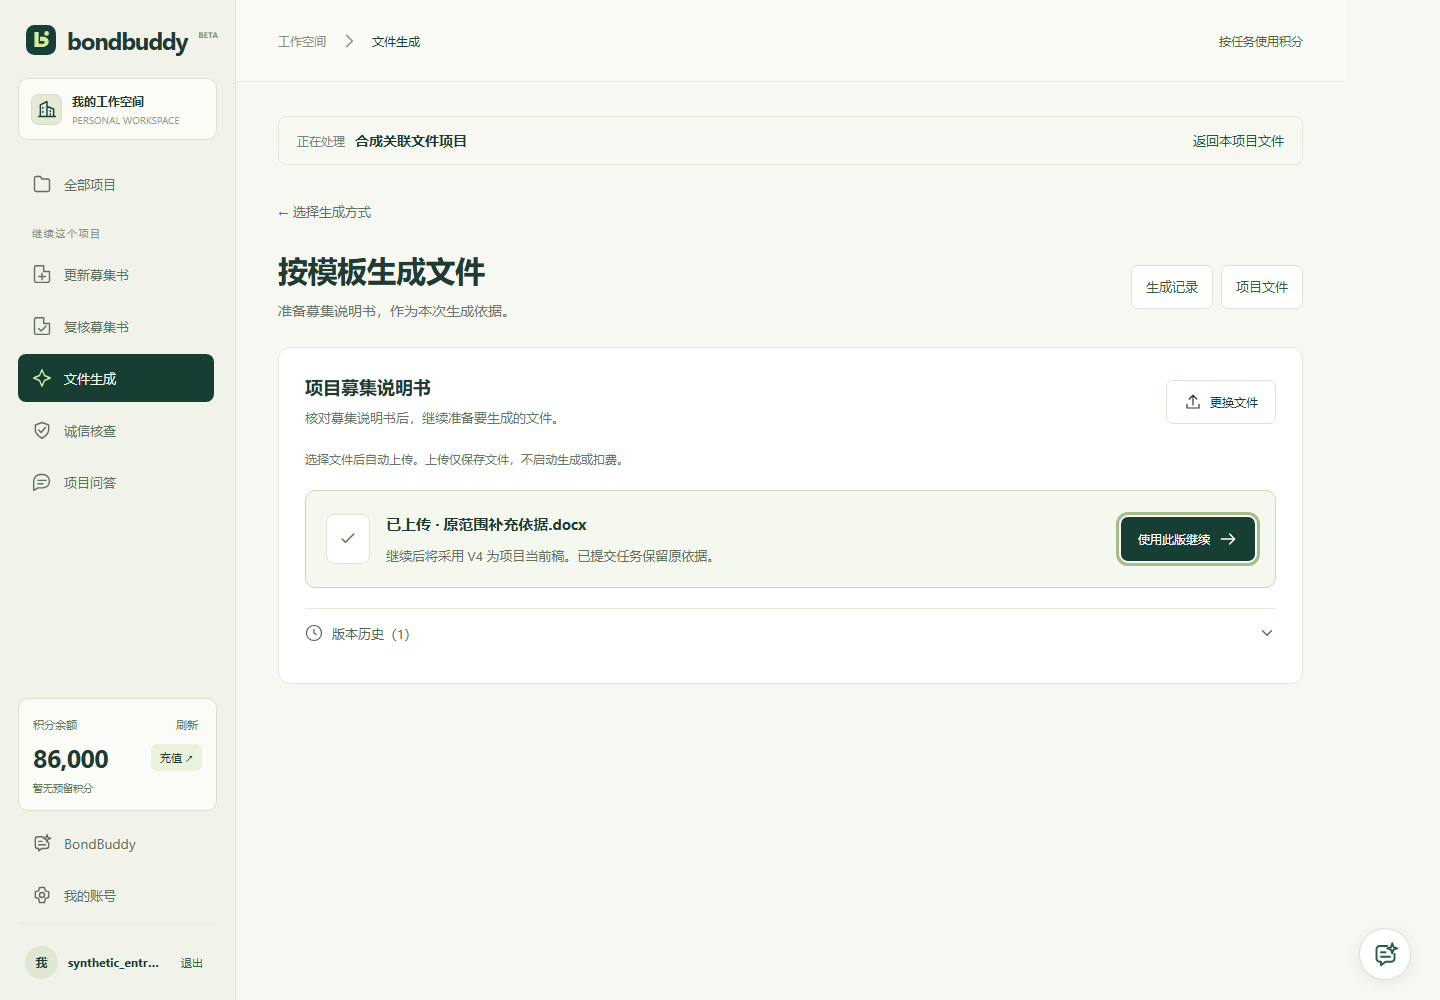 bondbuddy BETA
我的工作空间
PERSONAL WORKSPACE
全部项目
继续这个项目
更新募集书
复核募集书
文件生成
诚信核查
项目问答
积分余额 刷新
86,000 充值 ↗
暂无预留积分
BondBuddy
我的账号
我 synthetic_entr... 退出
工作空间 > 文件生成 按任务使用积分
正在处理 合成关联文件项目 返回本项目文件
← 选择生成方式
按模板生成文件
准备募集说明书，作为本次生成依据。
生成记录 项目文件
项目募集说明书
核对募集说明书后，继续准备要生成的文件。
更换文件
选择文件后自动上传。上传仅保存文件，不启动生成或扣费。
已上传 · 原范围补充依据.docx
继续后将采用 V4 为项目当前稿。已提交任务保留原依据。
使用此版继续 →
版本历史（1）